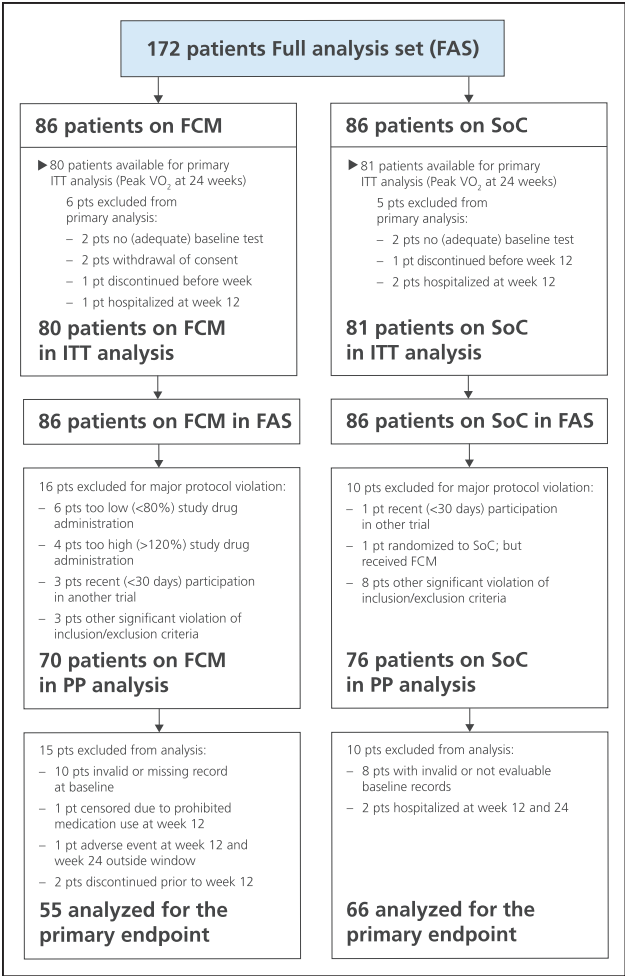 172 patients Full analysis set (FAS)
86 patients on FCM
▶ 80 patients available for primary
ITT analysis (Peak VO₂ at 24 weeks)
6 pts excluded from
primary analysis:
– 2 pts no (adequate) baseline test
– 2 pts withdrawal of consent
– 1 pt discontinued before week
– 1 pt hospitalized at week 12
80 patients on FCM
in ITT analysis
86 patients on SoC
▶ 81 patients available for primary
ITT analysis (Peak VO₂ at 24 weeks)
5 pts excluded from
primary analysis:
– 2 pts no (adequate) baseline test
– 1 pt discontinued before week 12
– 2 pts hospitalized at week 12
81 patients on SoC
in ITT analysis
86 patients on FCM in FAS
86 patients on SoC in FAS
16 pts excluded for major protocol violation:
– 6 pts too low (<80%) study drug
administration
– 4 pts too high (>120%) study drug
administration
– 3 pts recent (<30 days) participation
in another trial
– 3 pts other significant violation of
inclusion/exclusion criteria
70 patients on FCM
in PP analysis
10 pts excluded for major protocol violation:
– 1 pt recent (<30 days) participation
in other trial
– 1 pt randomized to SoC; but
received FCM
– 8 pts other significant violation of
inclusion/exclusion criteria
76 patients on SoC
in PP analysis
15 pts excluded from analysis:
– 10 pts invalid or missing record
at baseline
– 1 pt censored due to prohibited
medication use at week 12
– 1 pt adverse event at week 12 and
week 24 outside window
– 2 pts discontinued prior to week 12
55 analyzed for the
primary endpoint
10 pts excluded from analysis:
– 8 pts with invalid or not evaluable
baseline records
– 2 pts hospitalized at week 12 and 24
66 analyzed for the
primary endpoint